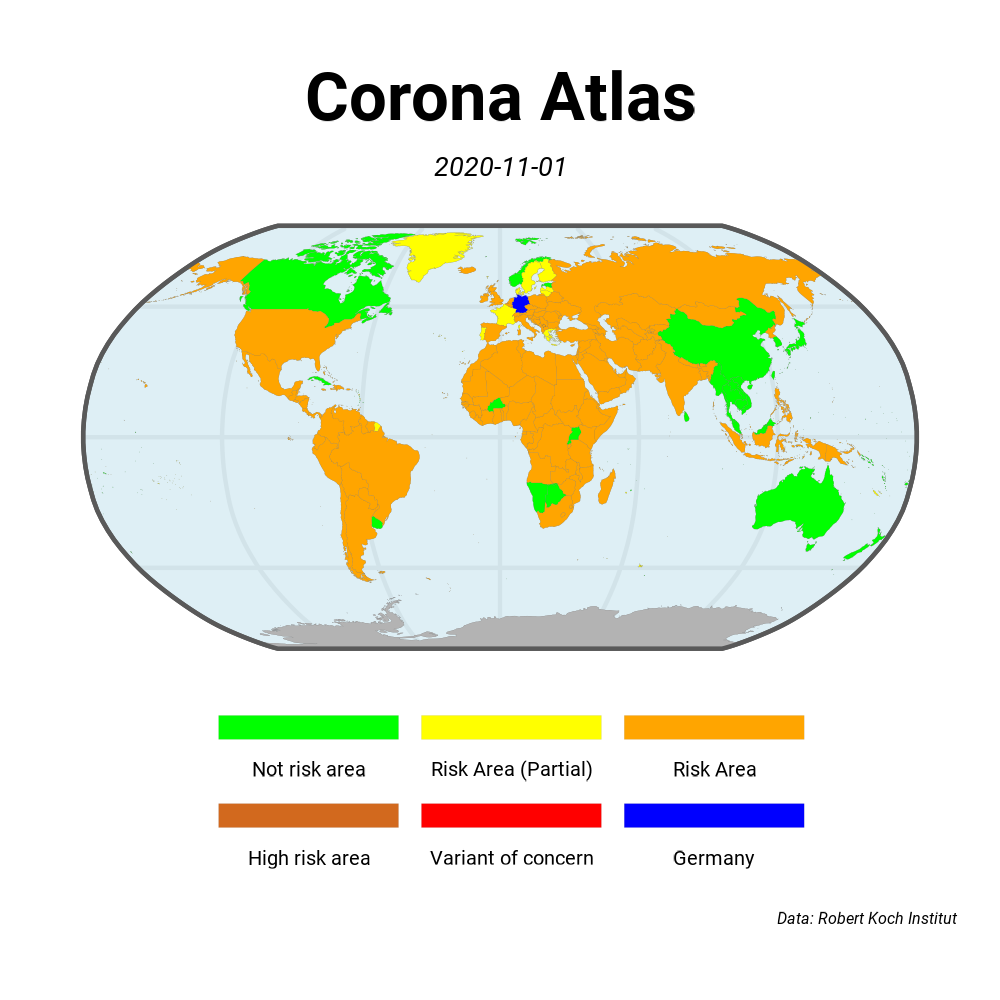 Corona Atlas
2020-11-01
Not risk area
Risk Area (Partial)
Risk Area
High risk area
Variant of concern
Germany
Data: Robert Koch Institut